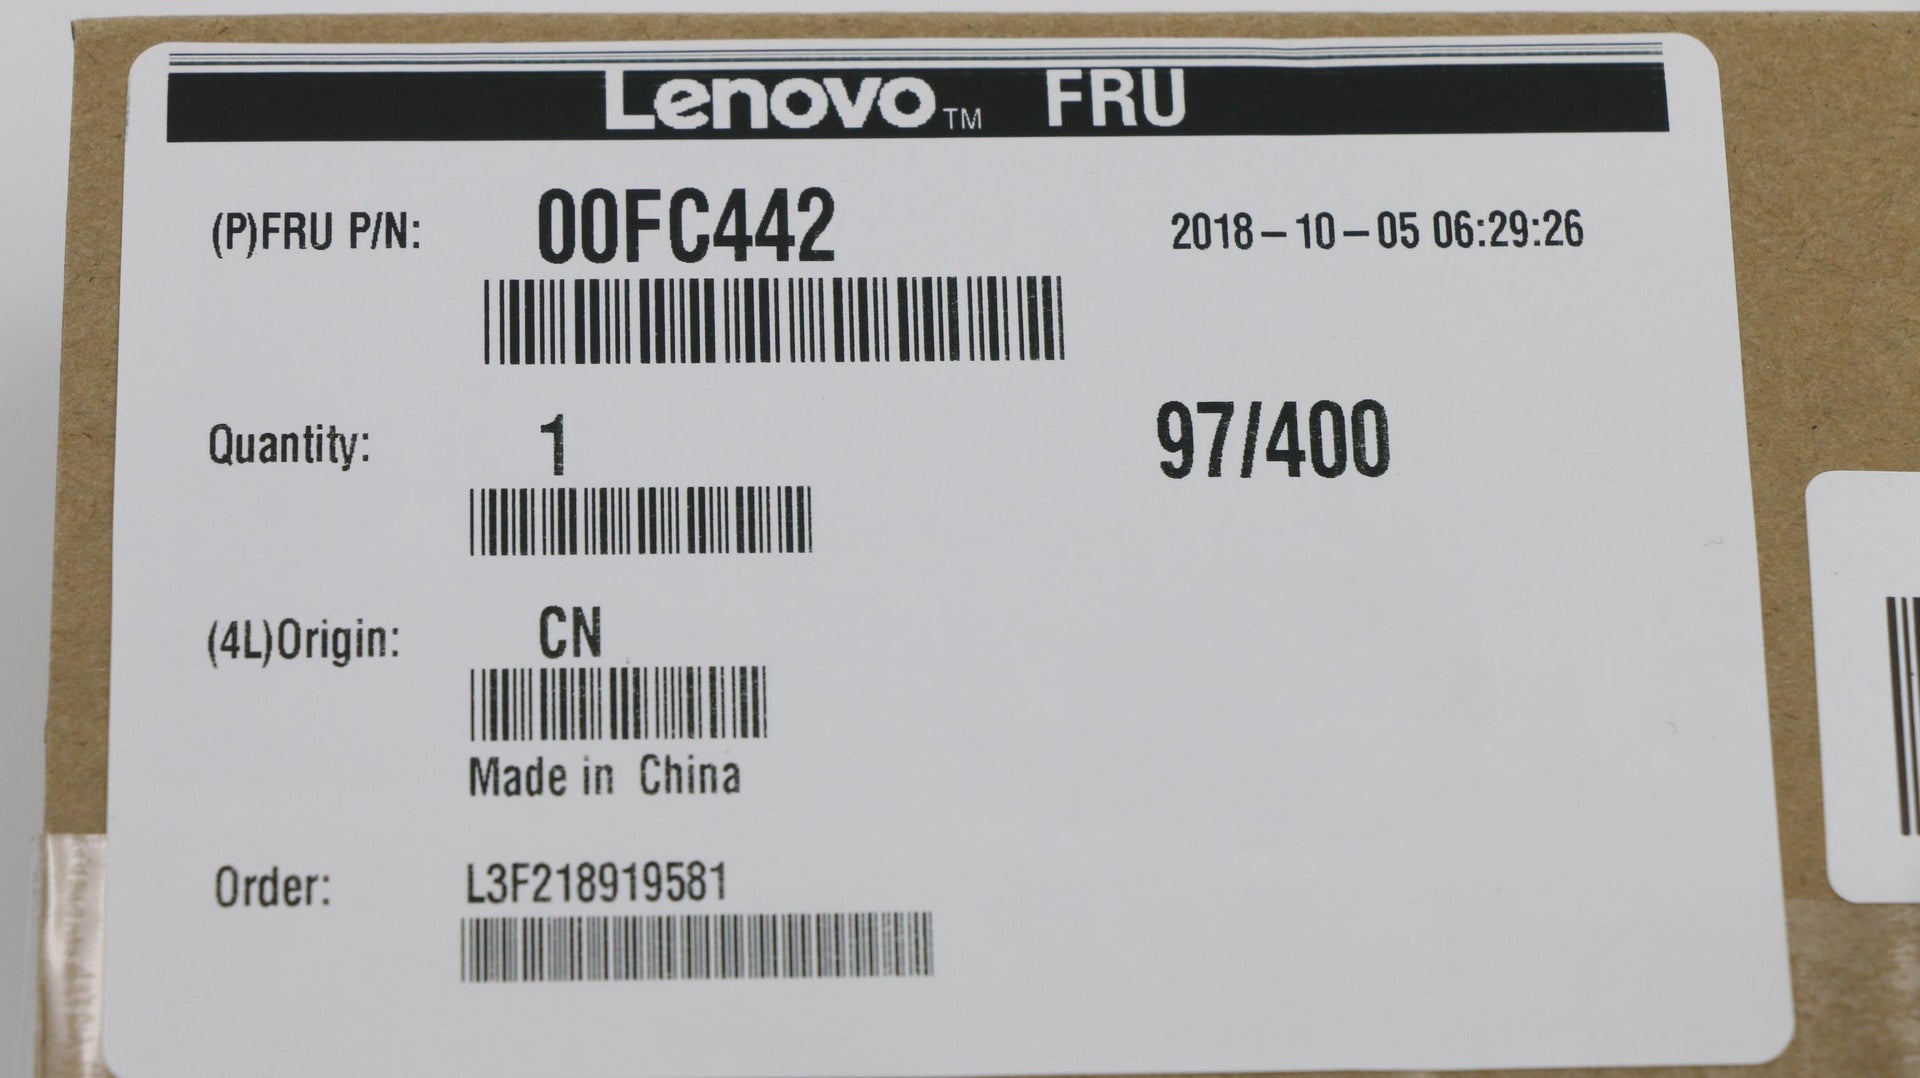 Lenovo™ FRU
(P)FRU P/N: 00FC442 2018-10-05 06:29:26
Quantity: 1 97/400
(4L)Origin: CN
Made in China
Order: L3F218919581